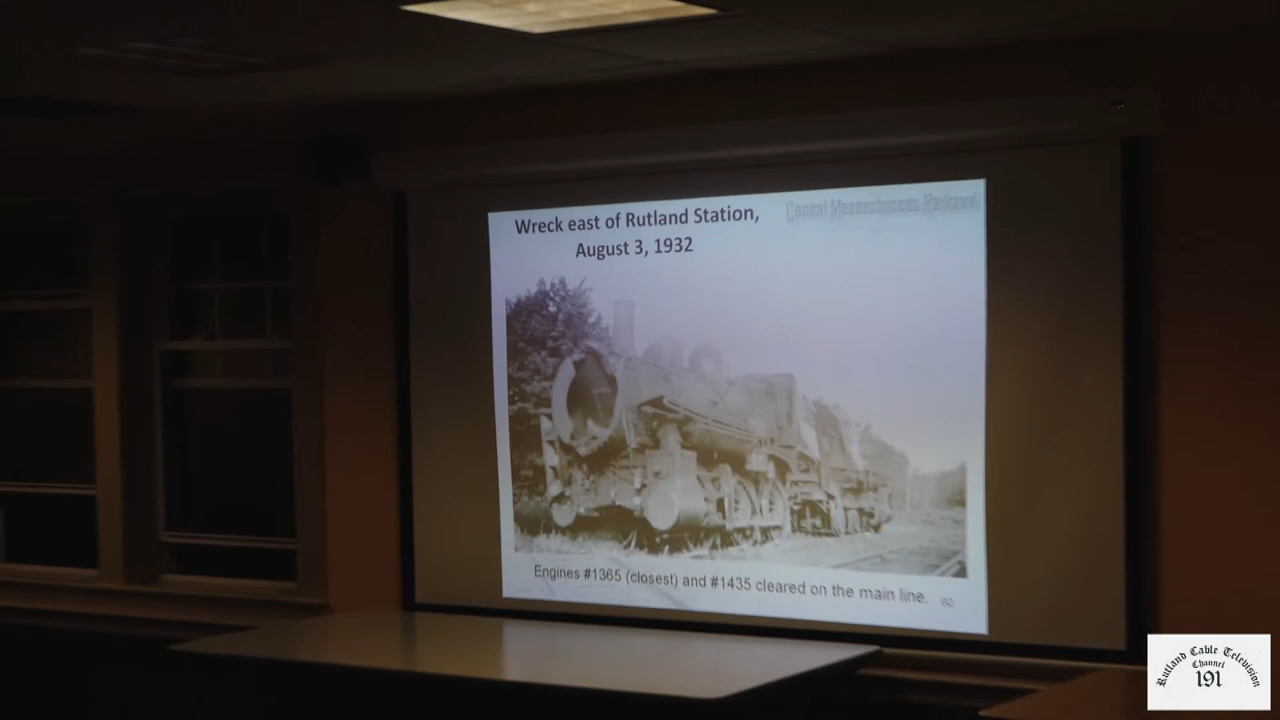 Wreck east of Rutland Station,
August 3, 1932
Central Massachusetts Railroad
Engines #1365 (closest) and #1435 cleared on the main line.
Rutland Cable Television
Channel
191